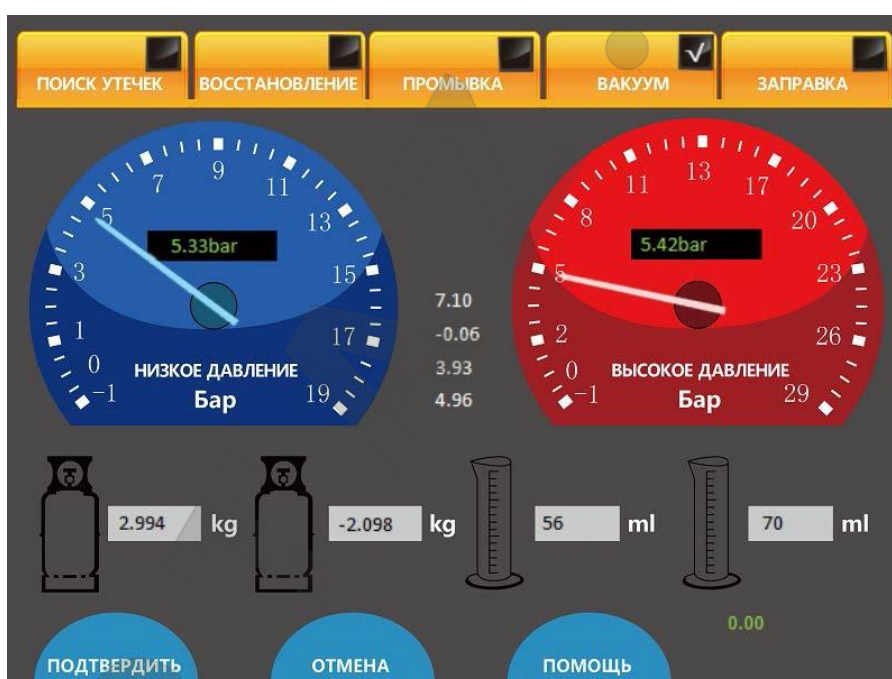 ПОИСК УТЕЧЕК
ВОССТАНОВЛЕНИЕ
ПРОМЫВКА
ВАКУУМ
ЗАПРАВКА
-1
0
1
3
5
7
9
11
13
15
17
19
5.33bar
НИЗКОЕ ДАВЛЕНИЕ
Бар
7.10
-0.06
3.93
4.96
-1
0
2
5
8
11
13
17
20
23
26
29
5.42bar
ВЫСОКОЕ ДАВЛЕНИЕ
Бар
2.994 kg
-2.098 kg
56 ml
70 ml
0.00
ПОДТВЕРДИТЬ
ОТМЕНА
ПОМОЩЬ